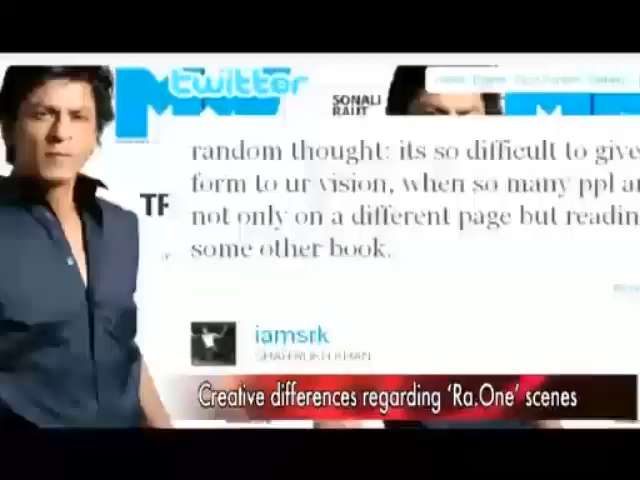 twitter
SONALI
RAUT
random thought: its so difficult to give
form to ur vision, when so many ppl ar
not only on a different page but readin
some other book.
iamsrk
SHAHRUKH KHAN
Creative differences regarding 'Ra.One' scenes